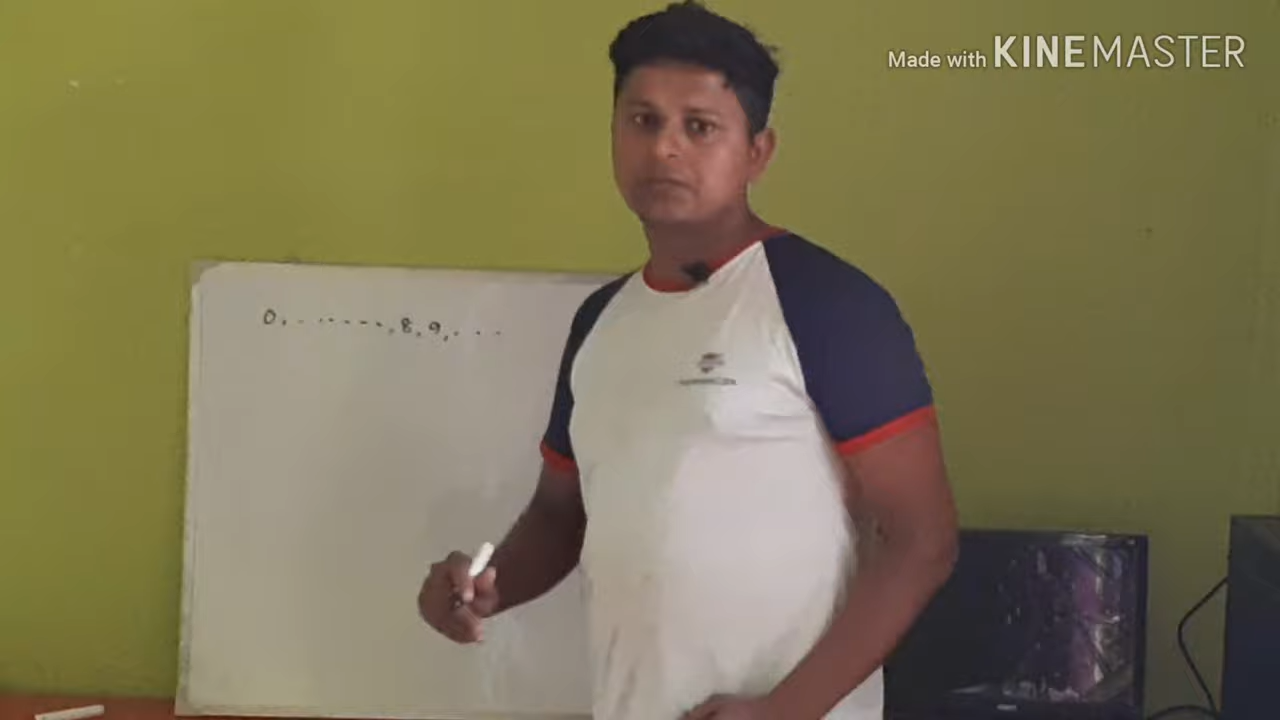 Made with KINEMASTER
0, . . . . . . . , 8, 9, . . .